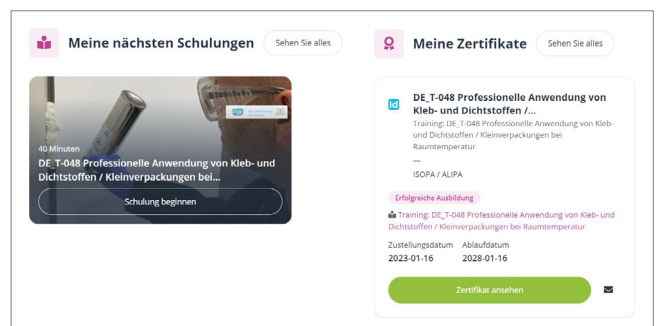 Meine nächsten Schulungen
Sehen Sie alles
40 Minuten
DE_T-048 Professionelle Anwendung von Kleb- und
Dichtstoffen / Kleinverpackungen bei...
Schulung beginnen
Meine Zertifikate
Sehen Sie alles
id
DE_T-048 Professionelle Anwendung von
Kleb- und Dichtstoffen /...
Training: DE_T-048 Professionelle Anwendung von Kleb-
und Dichtstoffen / Kleinverpackungen bei
Raumtemperatur
—
ISOPA / ALIPA
Erfolgreiche Ausbildung
Training: DE_T-048 Professionelle Anwendung von Kleb- und
Dichtstoffen / Kleinverpackungen bei Raumtemperatur
Zustellungsdatum Ablaufdatum
2023-01-16 2028-01-16
Zertifikat ansehen